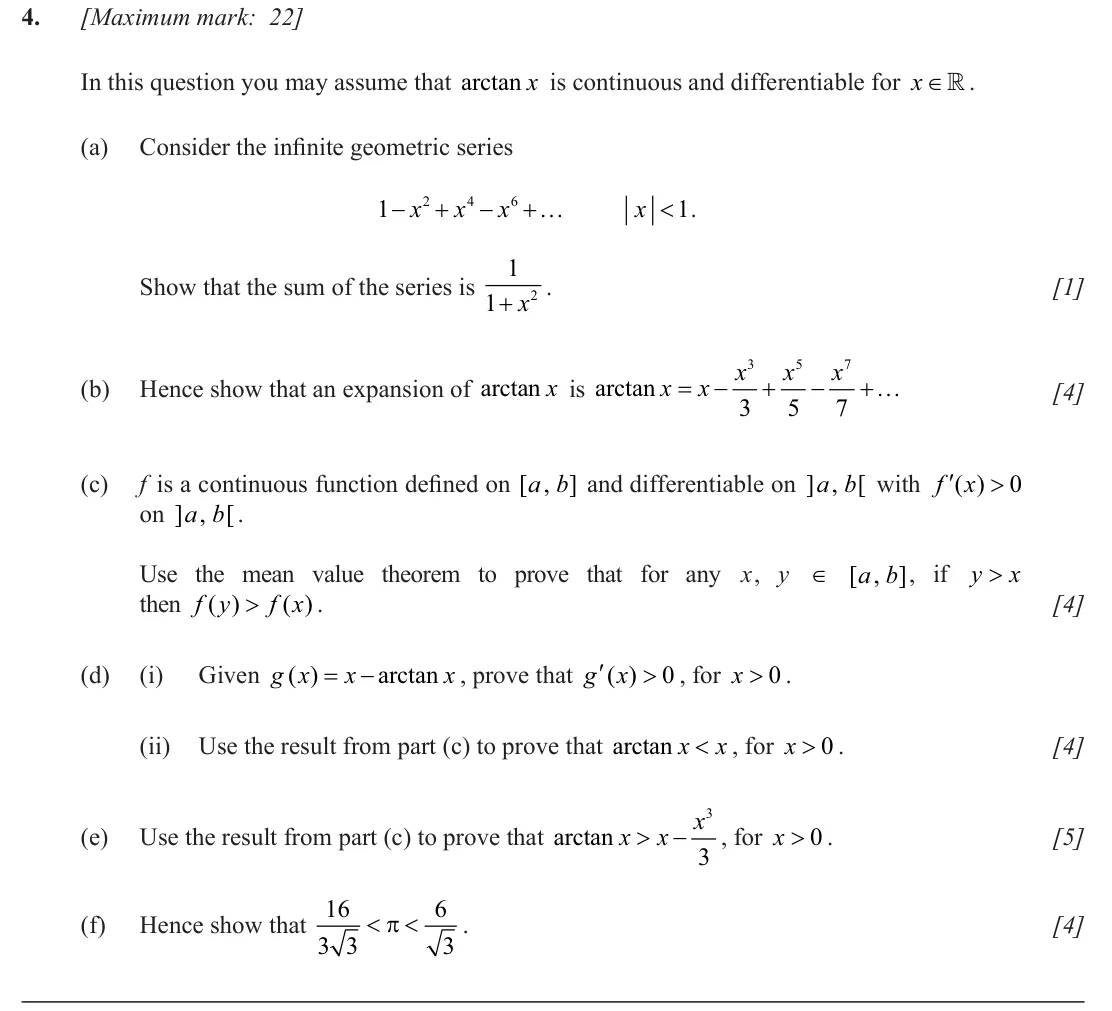 4. [Maximum mark: 22]
In this question you may assume that arctan x is continuous and differentiable for x ∈ ℝ.
(a) Consider the infinite geometric series
1 − x² + x⁴ − x⁶ + … |x| < 1.
Show that the sum of the series is 1/(1 + x²). [1]
(b) Hence show that an expansion of arctan x is arctan x = x − x³/3 + x⁵/5 − x⁷/7 + … [4]
(c) f is a continuous function defined on [a, b] and differentiable on ]a, b[ with f′(x) > 0
on ]a, b[.
Use the mean value theorem to prove that for any x, y ∈ [a, b], if y > x
then f(y) > f(x). [4]
(d) (i) Given g(x) = x − arctan x, prove that g′(x) > 0, for x > 0.
(ii) Use the result from part (c) to prove that arctan x < x, for x > 0. [4]
(e) Use the result from part (c) to prove that arctan x > x − x³/3, for x > 0. [5]
(f) Hence show that 16/(3√3) < π < 6/√3. [4]